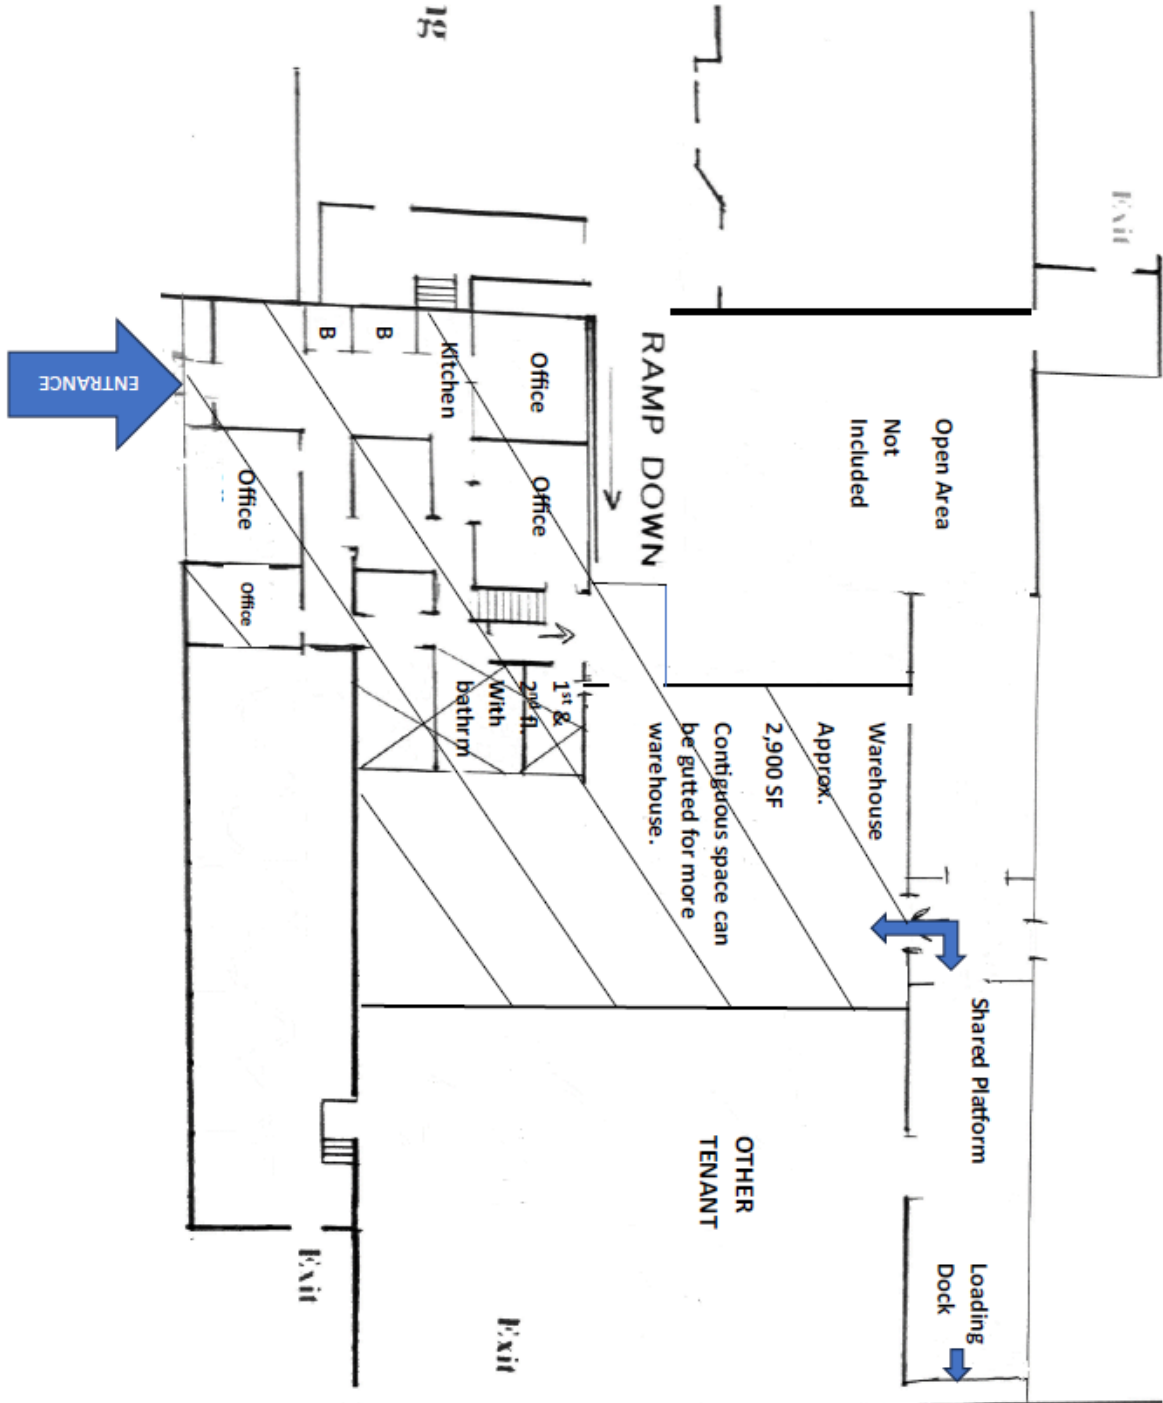 Exit
Open Area
Not
Included
RAMP DOWN
Office
Kitchen
B
B
ENTRANCE
Office
Office
Office
Warehouse
Approx.
2,900 SF
Contiguous space can
be gutted for more
warehouse.
1st &
2nd fl.
With
bathrm
Shared Platform
Loading
Dock
OTHER
TENANT
Exit
Exit